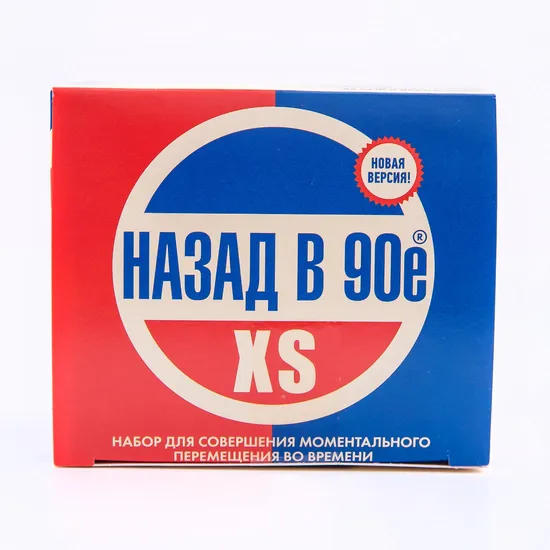 НОВАЯ
ВЕРСИЯ!
НАЗАД В 90е®
XS
НАБОР ДЛЯ СОВЕРШЕНИЯ МОМЕНТАЛЬНОГО
ПЕРЕМЕЩЕНИЯ ВО ВРЕМЕНИ